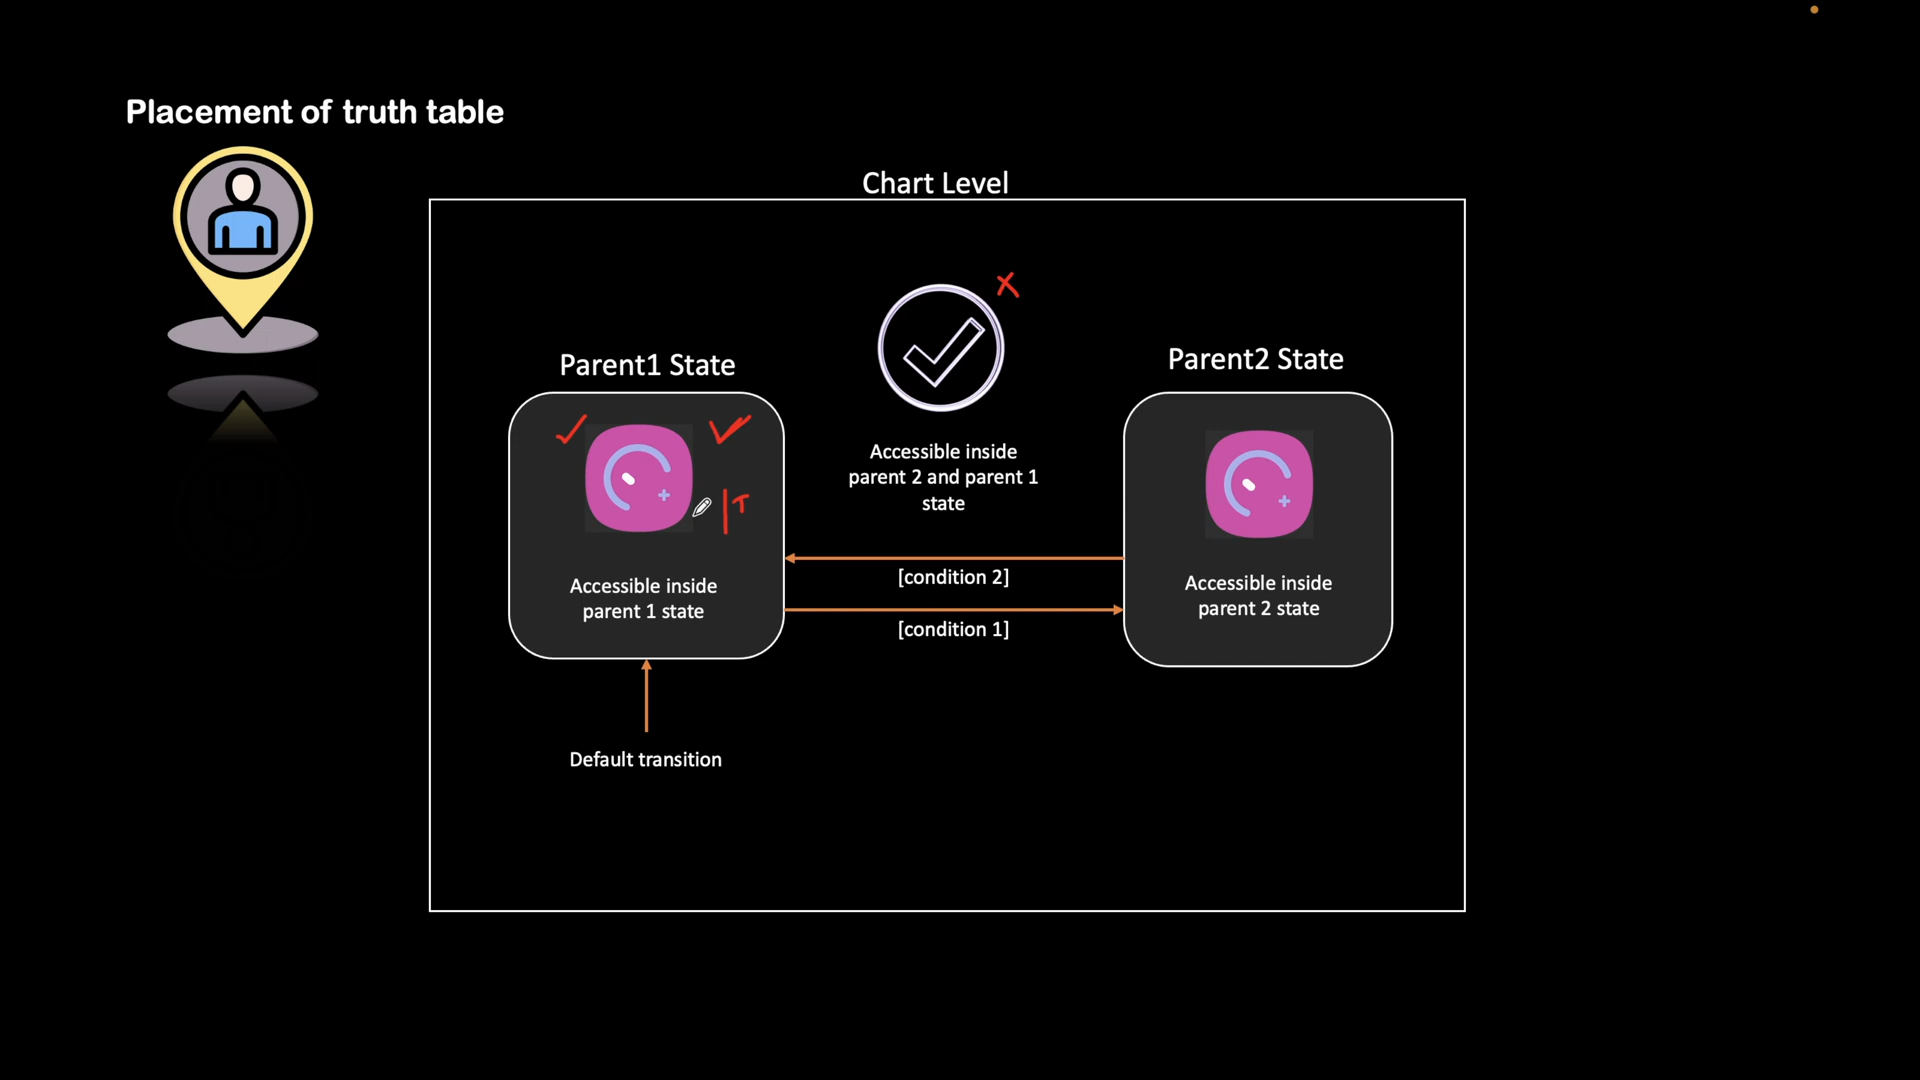 Placement of truth table
Chart Level
Parent1 State
Parent2 State
Accessible inside
parent 2 and parent 1
state
T
[condition 2]
Accessible inside
parent 1 state
Accessible inside
parent 2 state
[condition 1]
Default transition